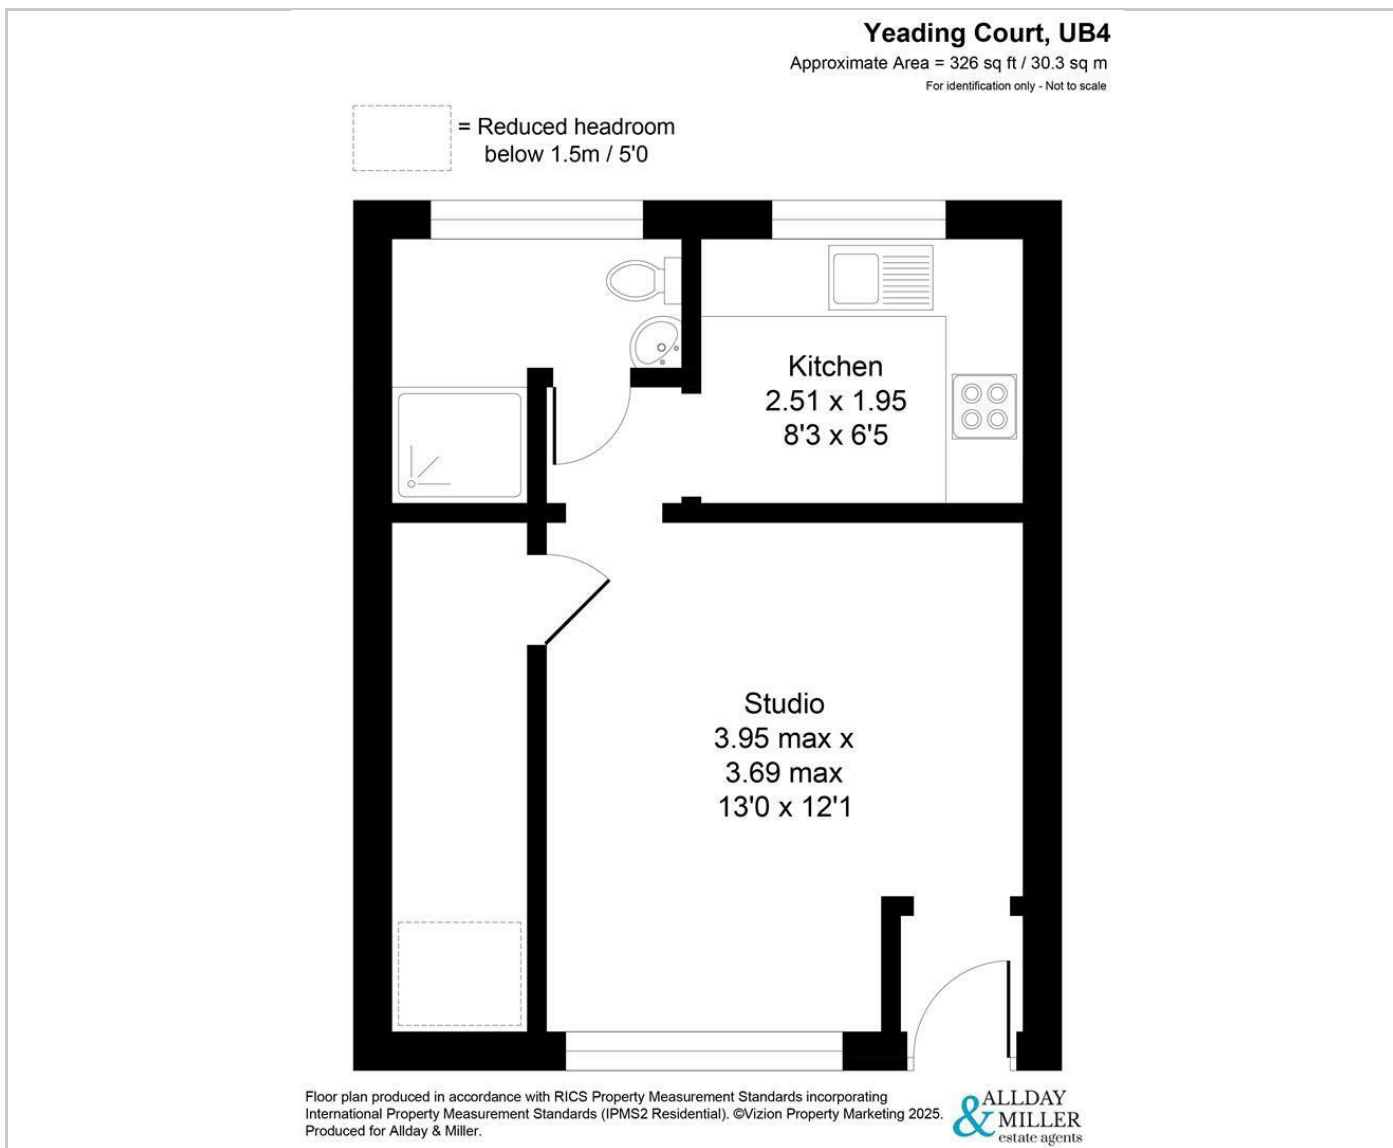 Yeading Court, UB4
Approximate Area = 326 sq ft / 30.3 sq m
For identification only - Not to scale
= Reduced headroom
below 1.5m / 5'0
Kitchen
2.51 x 1.95
8'3 x 6'5
Studio
3.95 max x
3.69 max
13'0 x 12'1
Floor plan produced in accordance with RICS Property Measurement Standards incorporating
International Property Measurement Standards (IPMS2 Residential). ©Vizion Property Marketing 2025.
Produced for Allday & Miller.
ALLDAY
& MILLER
estate agents